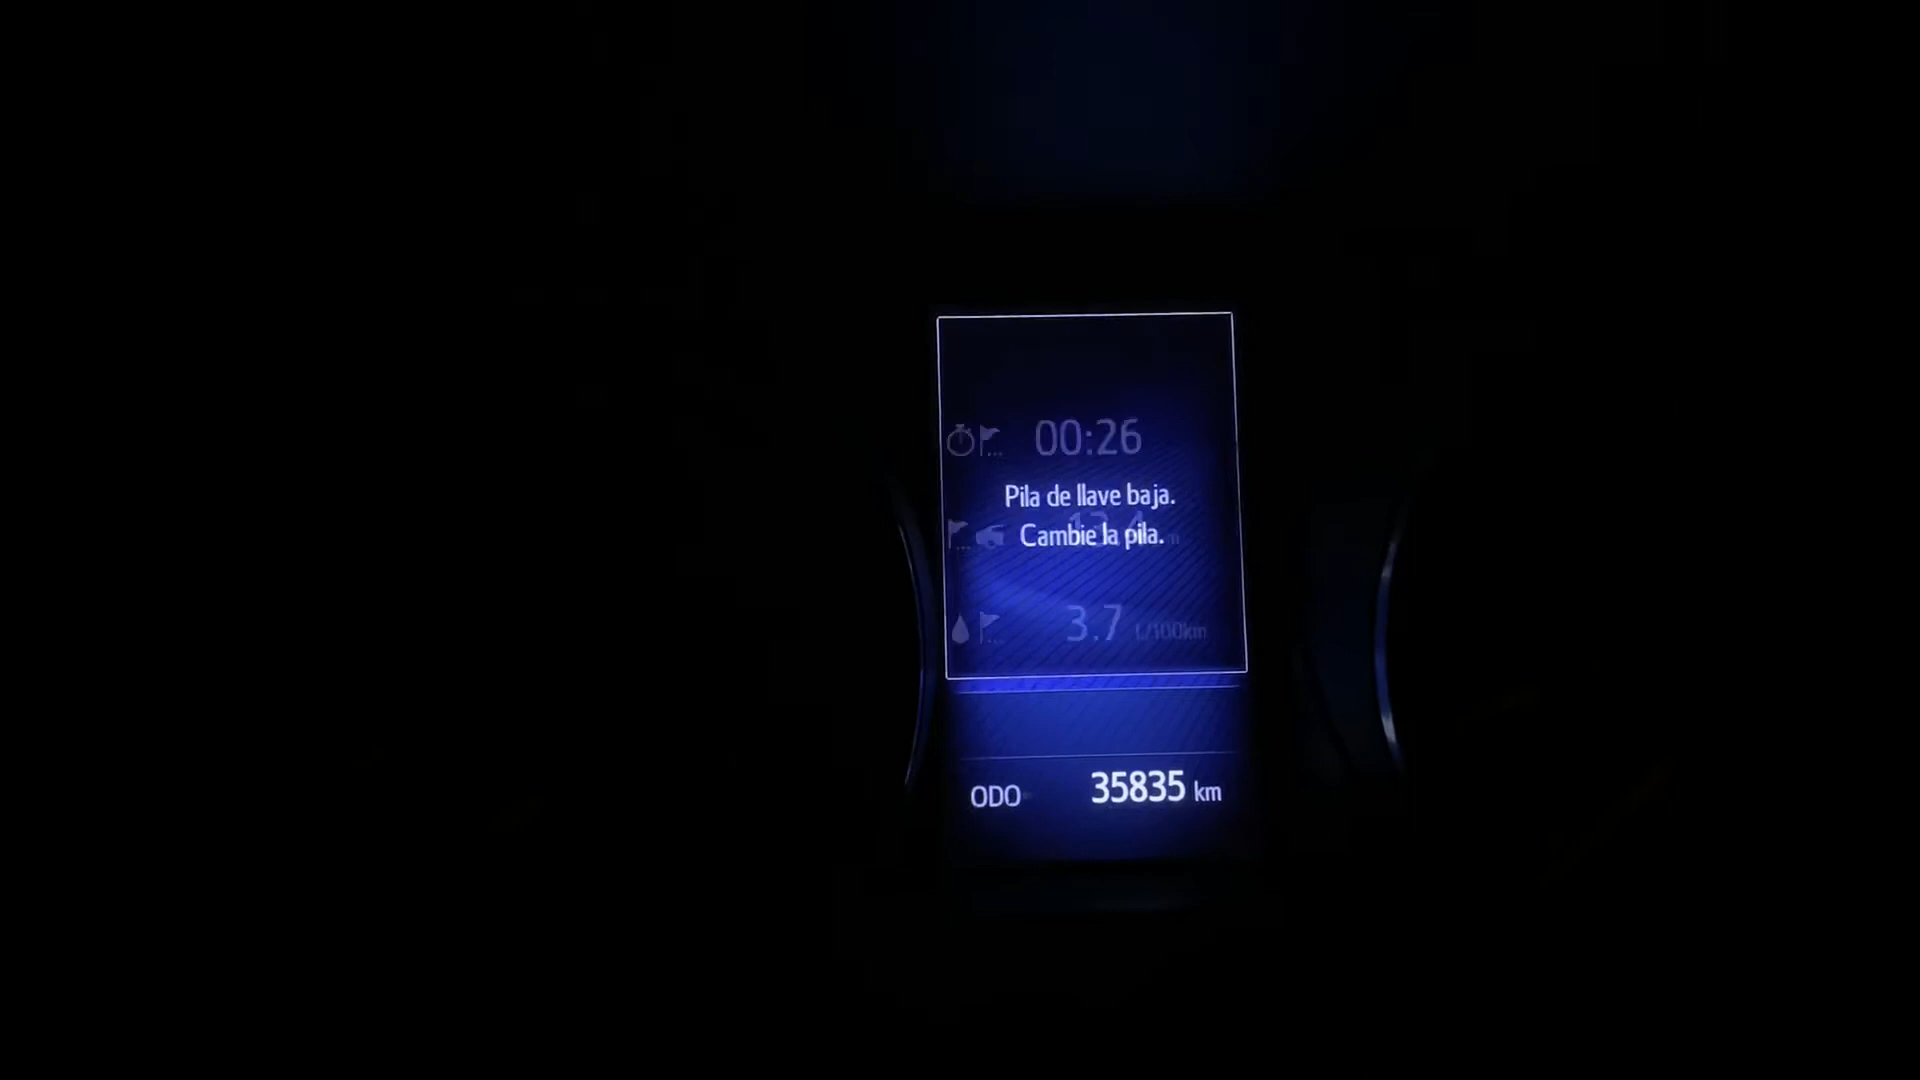 00:26
Pila de llave baja.
Cambie la pila.
3.7 L/100km
ODO 35835 km